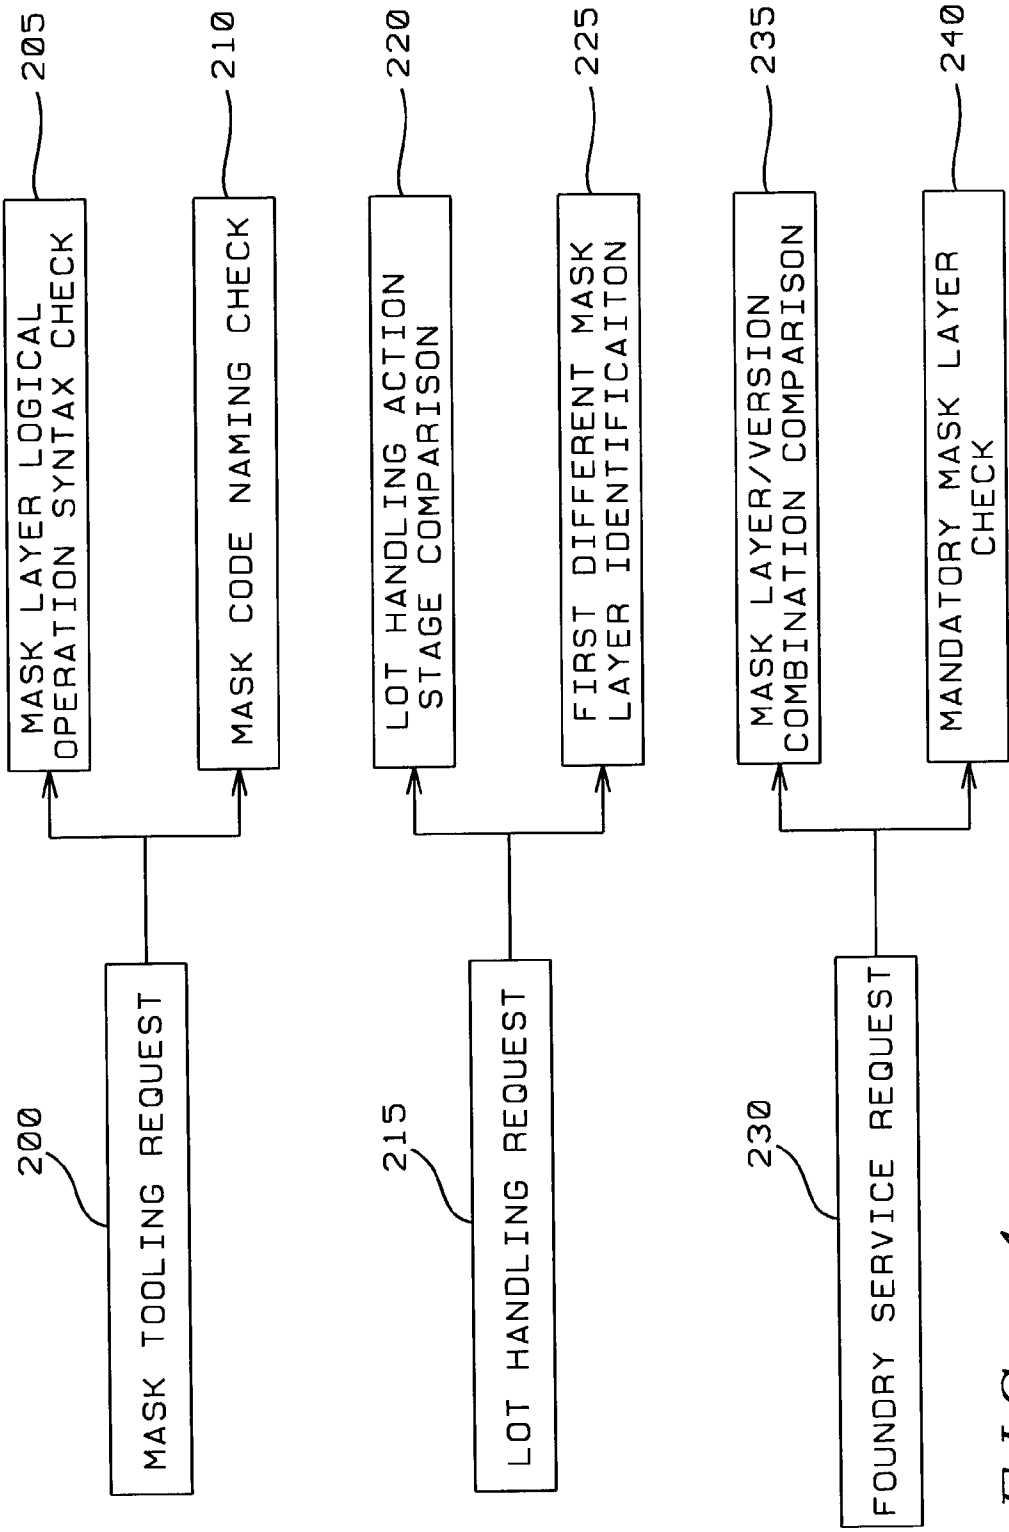 200
MASK TOOLING REQUEST
MASK LAYER LOGICAL
OPERATION SYNTAX CHECK
205
MASK CODE NAMING CHECK
210
215
LOT HANDLING REQUEST
LOT HANDLING ACTION
STAGE COMPARISON
220
FIRST DIFFERENT MASK
LAYER IDENTIFICAITON
225
230
FOUNDRY SERVICE REQUEST
MASK LAYER/VERSION
COMBINATION COMPARISON
235
MANDATORY MASK LAYER
CHECK
240
FIG.